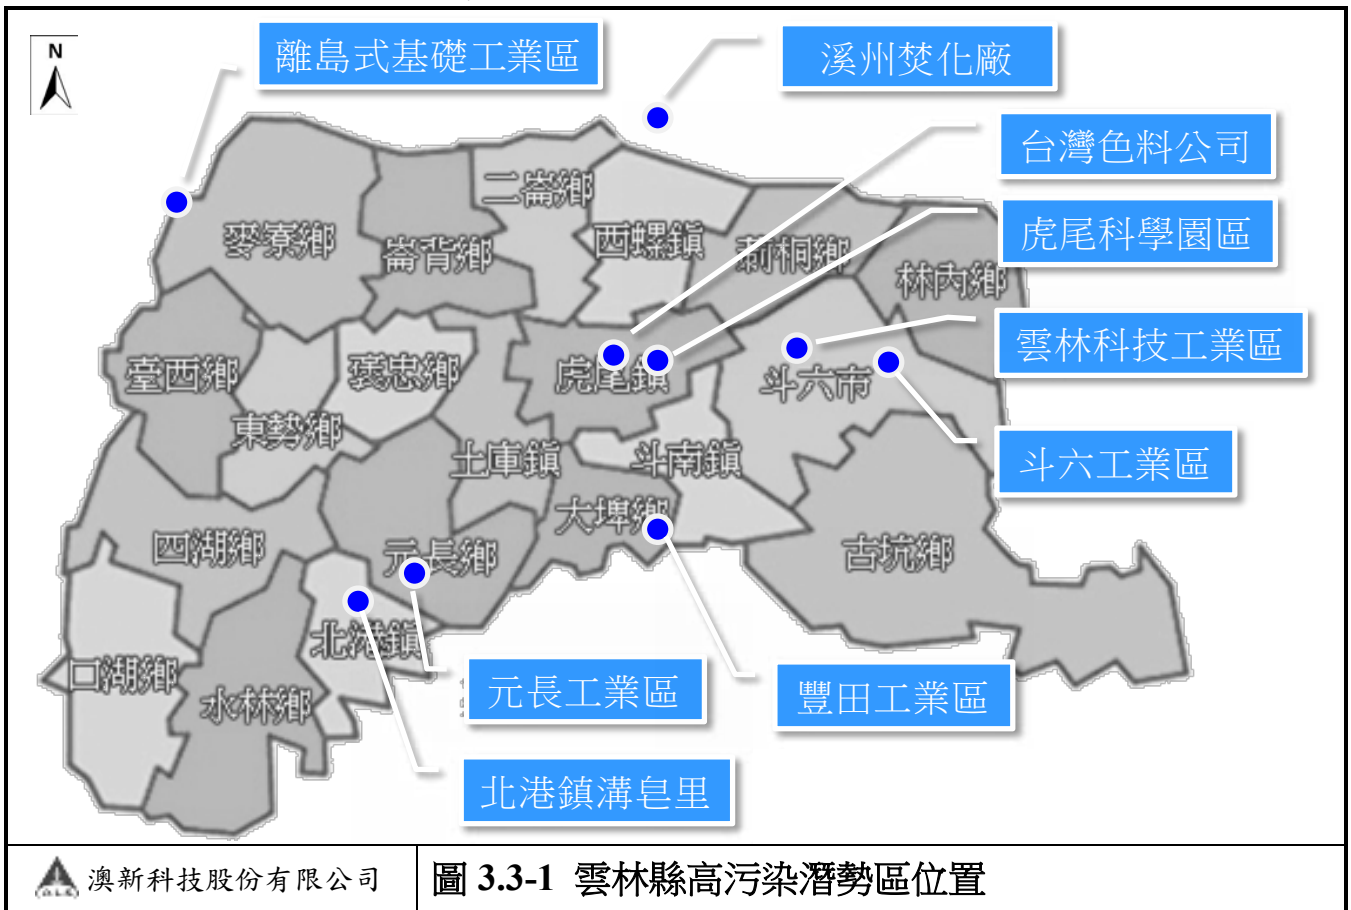 N
離島式基礎工業區
溪州焚化廠
台灣色料公司
虎尾科學園區
雲林科技工業區
斗六工業區
二崙鄉
麥寮鄉
崙背鄉
西螺鎮
莿桐鄉
林內鄉
臺西鄉
褒忠鄉
虎尾鎮
斗六市
東勢鄉
土庫鎮
斗南鎮
大埤鄉
四湖鄉
元長鄉
古坑鄉
北港鎮
口湖鄉
水林鄉
元長工業區
豐田工業區
北港鎮溝皂里
澳新科技股份有限公司
圖 3.3-1 雲林縣高污染潛勢區位置